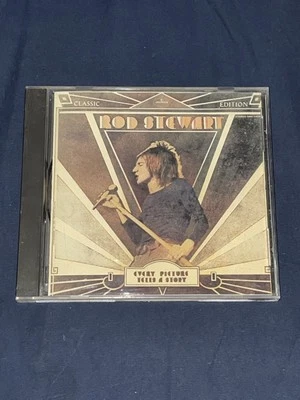 CLASSIC EDITION
ROD STEWART
EVERY PICTURE
TELLS A STORY